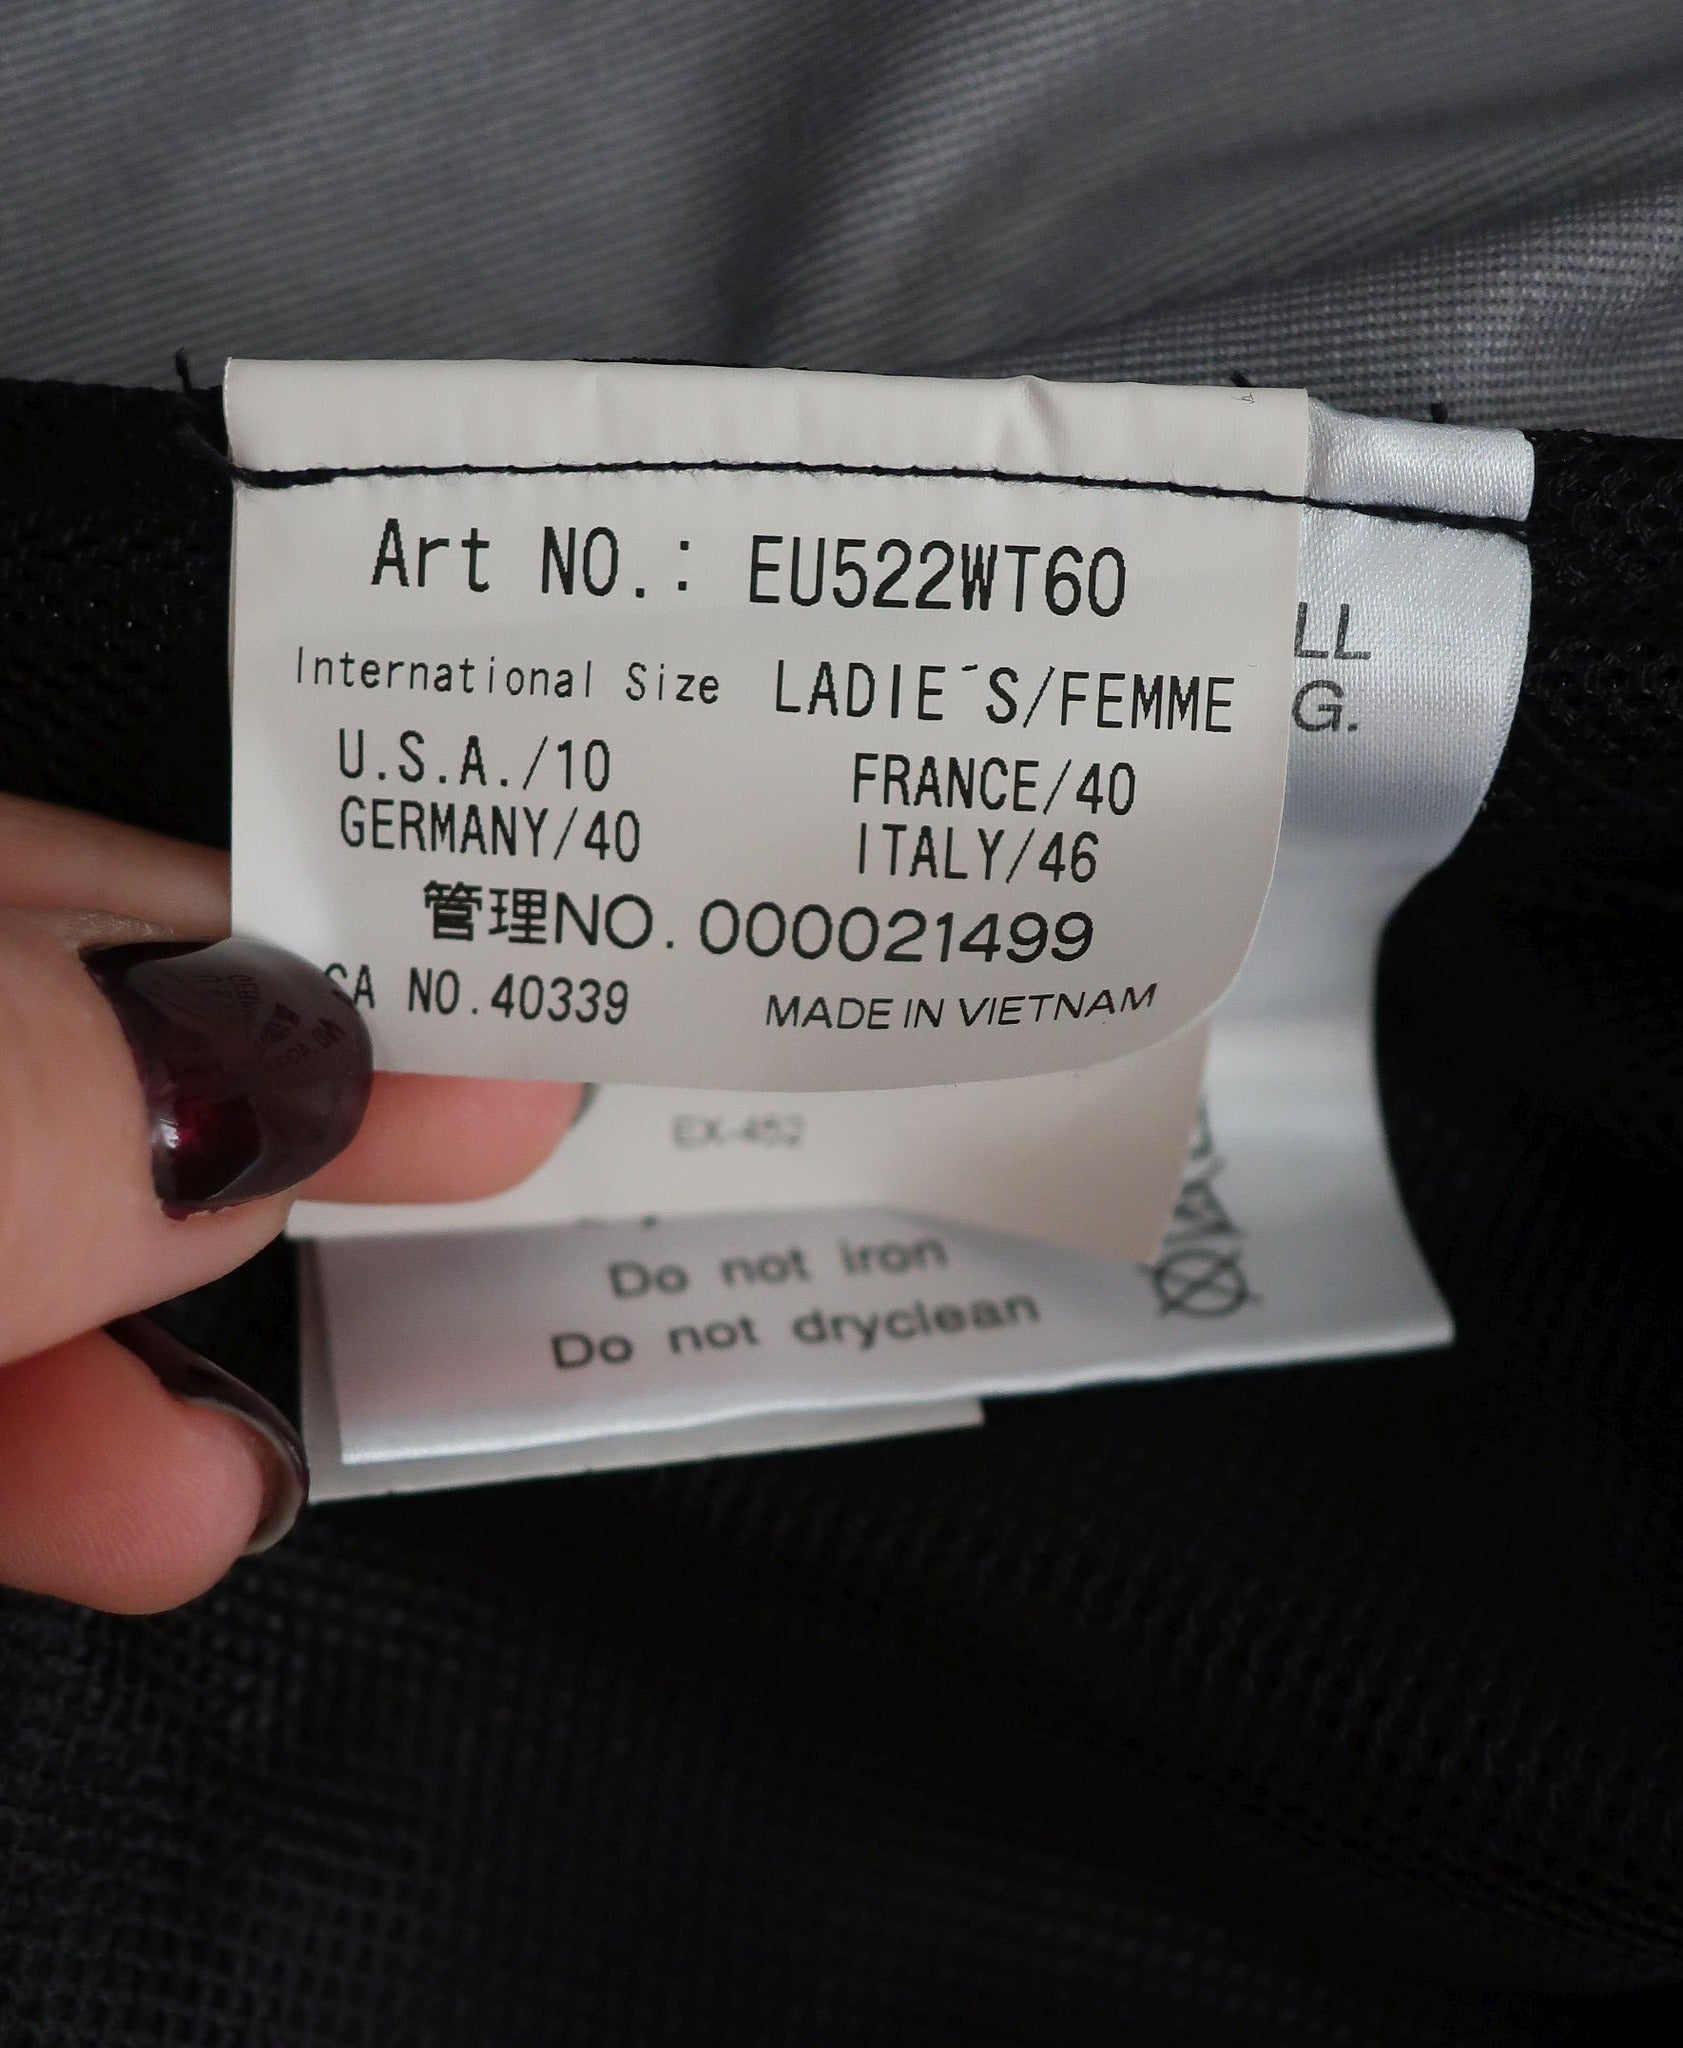 Art NO.: EU522WT60
International Size LADIE´S/FEMME
U.S.A./10 FRANCE/40
GERMANY/40 ITALY/46
管理NO.000021499
NO.40339 MADE IN VIETNAM
LL
G.
EX-452
Do not iron
Do not dryclean